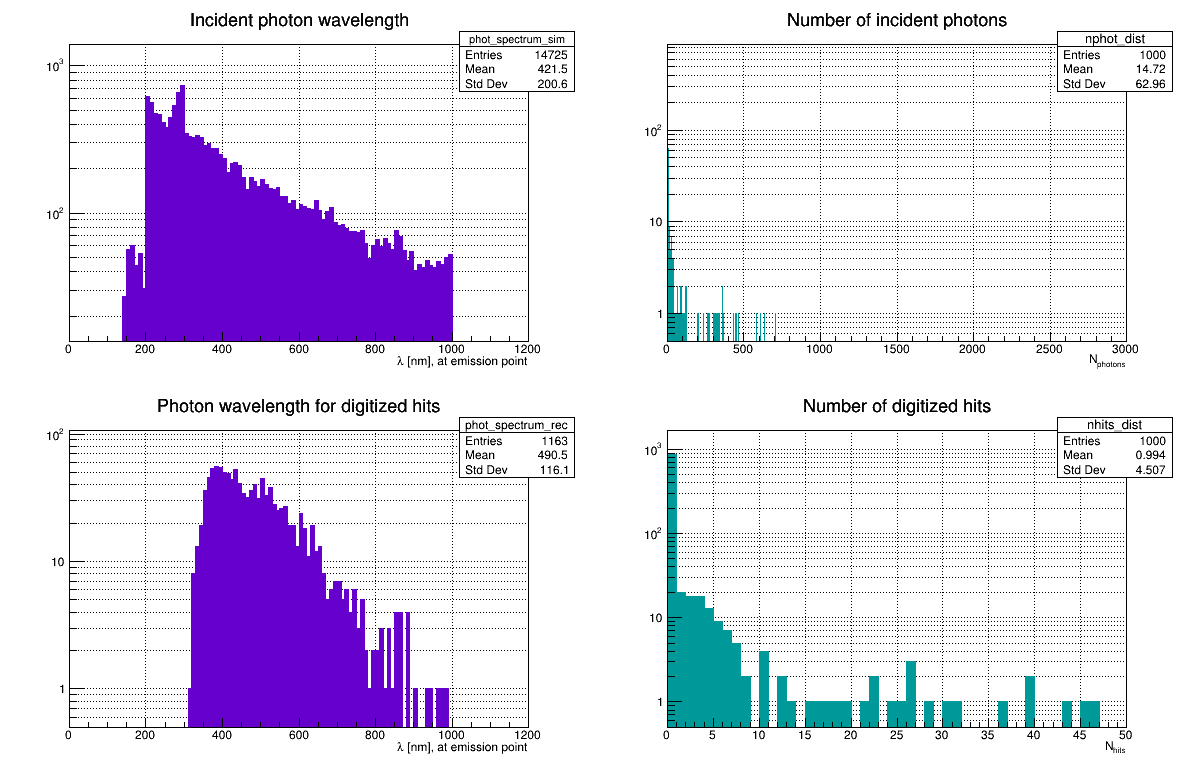 Incident photon wavelength
phot_spectrum_sim
Entries 14725
Mean 421.5
Std Dev 200.6
10³
10²
0 200 400 600 800 1000 1200
λ [nm], at emission point
Number of incident photons
nphot_dist
Entries 1000
Mean 14.72
Std Dev 62.96
10²
10
1
0 500 1000 1500 2000 2500 3000
Nphotons
Photon wavelength for digitized hits
phot_spectrum_rec
Entries 1163
Mean 490.5
Std Dev 116.1
10²
10
1
0 200 400 600 800 1000 1200
λ [nm], at emission point
Number of digitized hits
nhits_dist
Entries 1000
Mean 0.994
Std Dev 4.507
10³
10²
10
1
0 5 10 15 20 25 30 35 40 45 50
Nhits